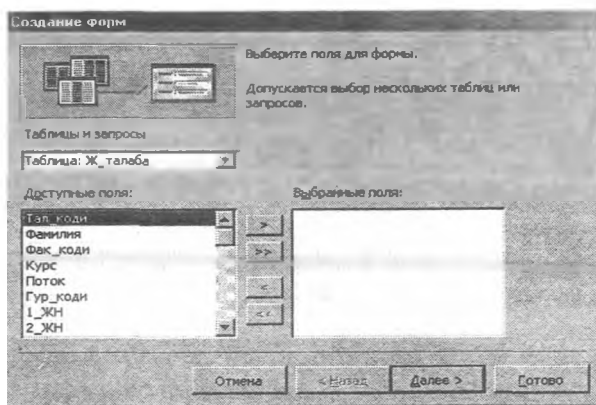 Создание форм
Выберите поля для формы.
Допускается выбор нескольких таблиц или
запросов.
Таблицы и запросы
Таблица: Ж_талаба
Доступные поля:
Выбранные поля:
Тал_коди
Фамилия
Фак_коди
Курс
Поток
Гур_коди
1_ЖН
2_ЖН
>
>>
<
<<
Отмена
< Назад
Далее >
Готово